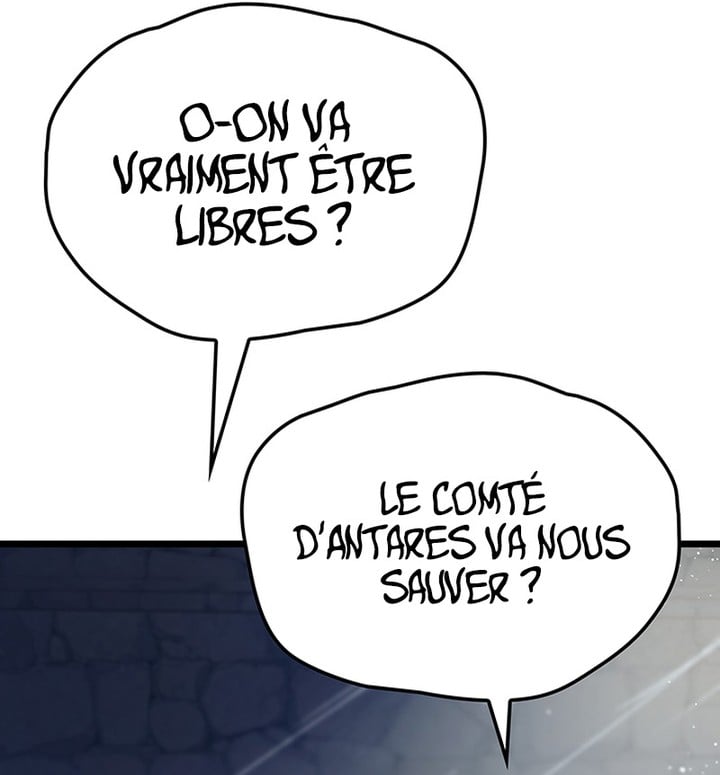 O-ON VA
VRAIMENT ÊTRE
LIBRES ?
LE COMTÉ
D'ANTARES VA NOUS
SAUVER ?